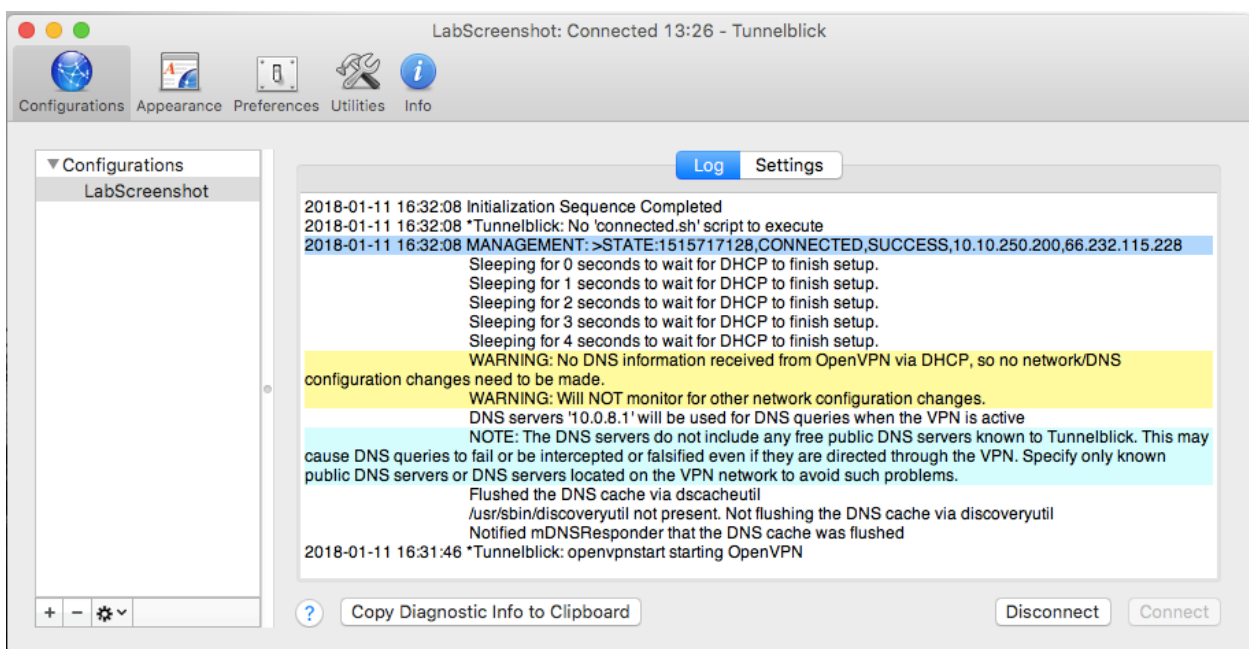 LabScreenshot: Connected 13:26 - Tunnelblick
Configurations Appearance Preferences Utilities Info
Configurations
LabScreenshot
Log Settings
2018-01-11 16:32:08 Initialization Sequence Completed
2018-01-11 16:32:08 *Tunnelblick: No 'connected.sh' script to execute
2018-01-11 16:32:08 MANAGEMENT: >STATE:1515717128,CONNECTED,SUCCESS,10.10.250.200,66.232.115.228
Sleeping for 0 seconds to wait for DHCP to finish setup.
Sleeping for 1 seconds to wait for DHCP to finish setup.
Sleeping for 2 seconds to wait for DHCP to finish setup.
Sleeping for 3 seconds to wait for DHCP to finish setup.
Sleeping for 4 seconds to wait for DHCP to finish setup.
WARNING: No DNS information received from OpenVPN via DHCP, so no network/DNS
configuration changes need to be made.
WARNING: Will NOT monitor for other network configuration changes.
DNS servers '10.0.8.1' will be used for DNS queries when the VPN is active
NOTE: The DNS servers do not include any free public DNS servers known to Tunnelblick. This may
cause DNS queries to fail or be intercepted or falsified even if they are directed through the VPN. Specify only known
public DNS servers or DNS servers located on the VPN network to avoid such problems.
Flushed the DNS cache via dscacheutil
/usr/sbin/discoveryutil not present. Not flushing the DNS cache via discoveryutil
Notified mDNSResponder that the DNS cache was flushed
2018-01-11 16:31:46 *Tunnelblick: openvpnstart starting OpenVPN
+ − ? Copy Diagnostic Info to Clipboard Disconnect Connect